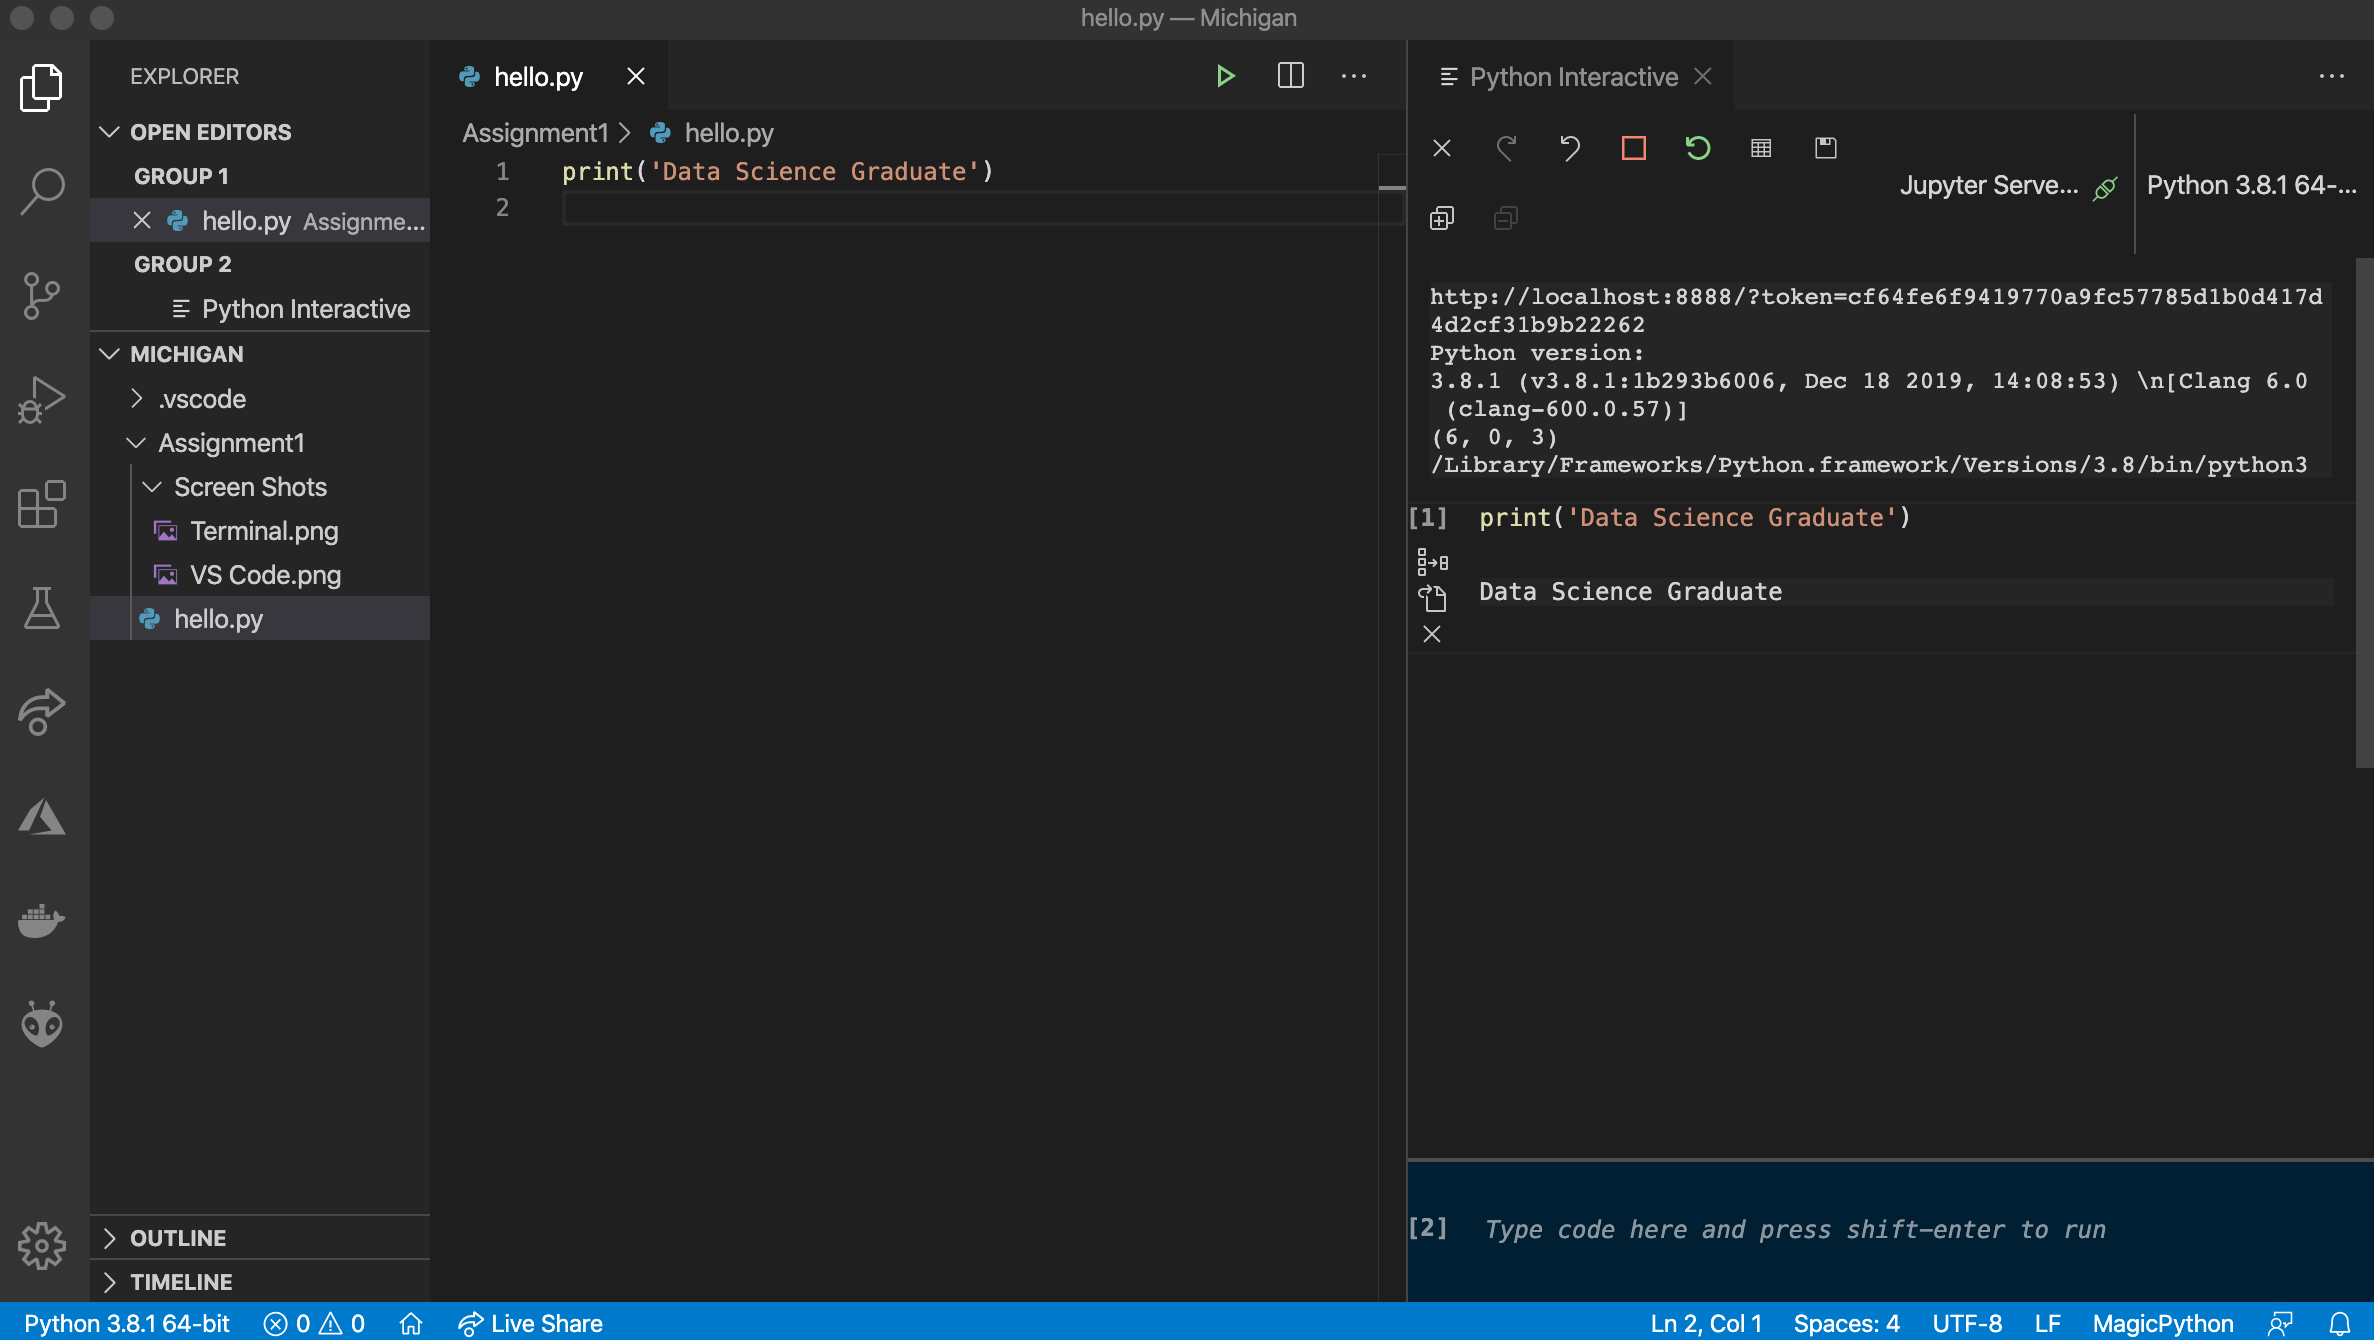 hello.py — Michigan
EXPLORER
OPEN EDITORS
GROUP 1
hello.py Assignme...
GROUP 2
Python Interactive
MICHIGAN
.vscode
Assignment1
Screen Shots
Terminal.png
VS Code.png
hello.py
OUTLINE
TIMELINE
hello.py
Assignment1 > hello.py
1 print('Data Science Graduate')
2
Python Interactive
Jupyter Serve... Python 3.8.1 64-...
http://localhost:8888/?token=cf64fe6f9419770a9fc57785d1b0d417d
4d2cf31b9b22262
Python version:
3.8.1 (v3.8.1:1b293b6006, Dec 18 2019, 14:08:53) \n[Clang 6.0
(clang-600.0.57)]
(6, 0, 3)
/Library/Frameworks/Python.framework/Versions/3.8/bin/python3
[1] print('Data Science Graduate')
Data Science Graduate
[2] Type code here and press shift-enter to run
Python 3.8.1 64-bit 0 0 Live Share Ln 2, Col 1 Spaces: 4 UTF-8 LF MagicPython